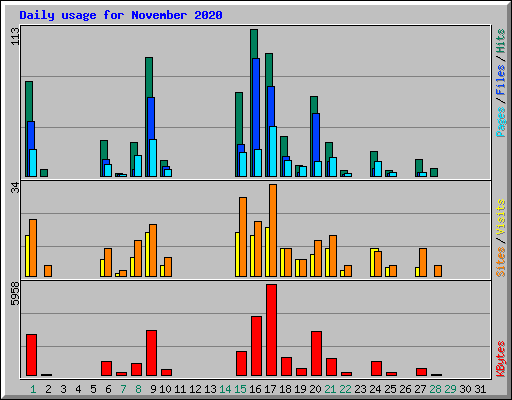 Daily usage for November 2020
113
Pages / Files / Hits
34
Sites / Visits
5958
KBytes
1 2 3 4 5 6 7 8 9 10 11 12 13 14 15 16 17 18 19 20 21 22 23 24 25 26 27 28 29 30 31